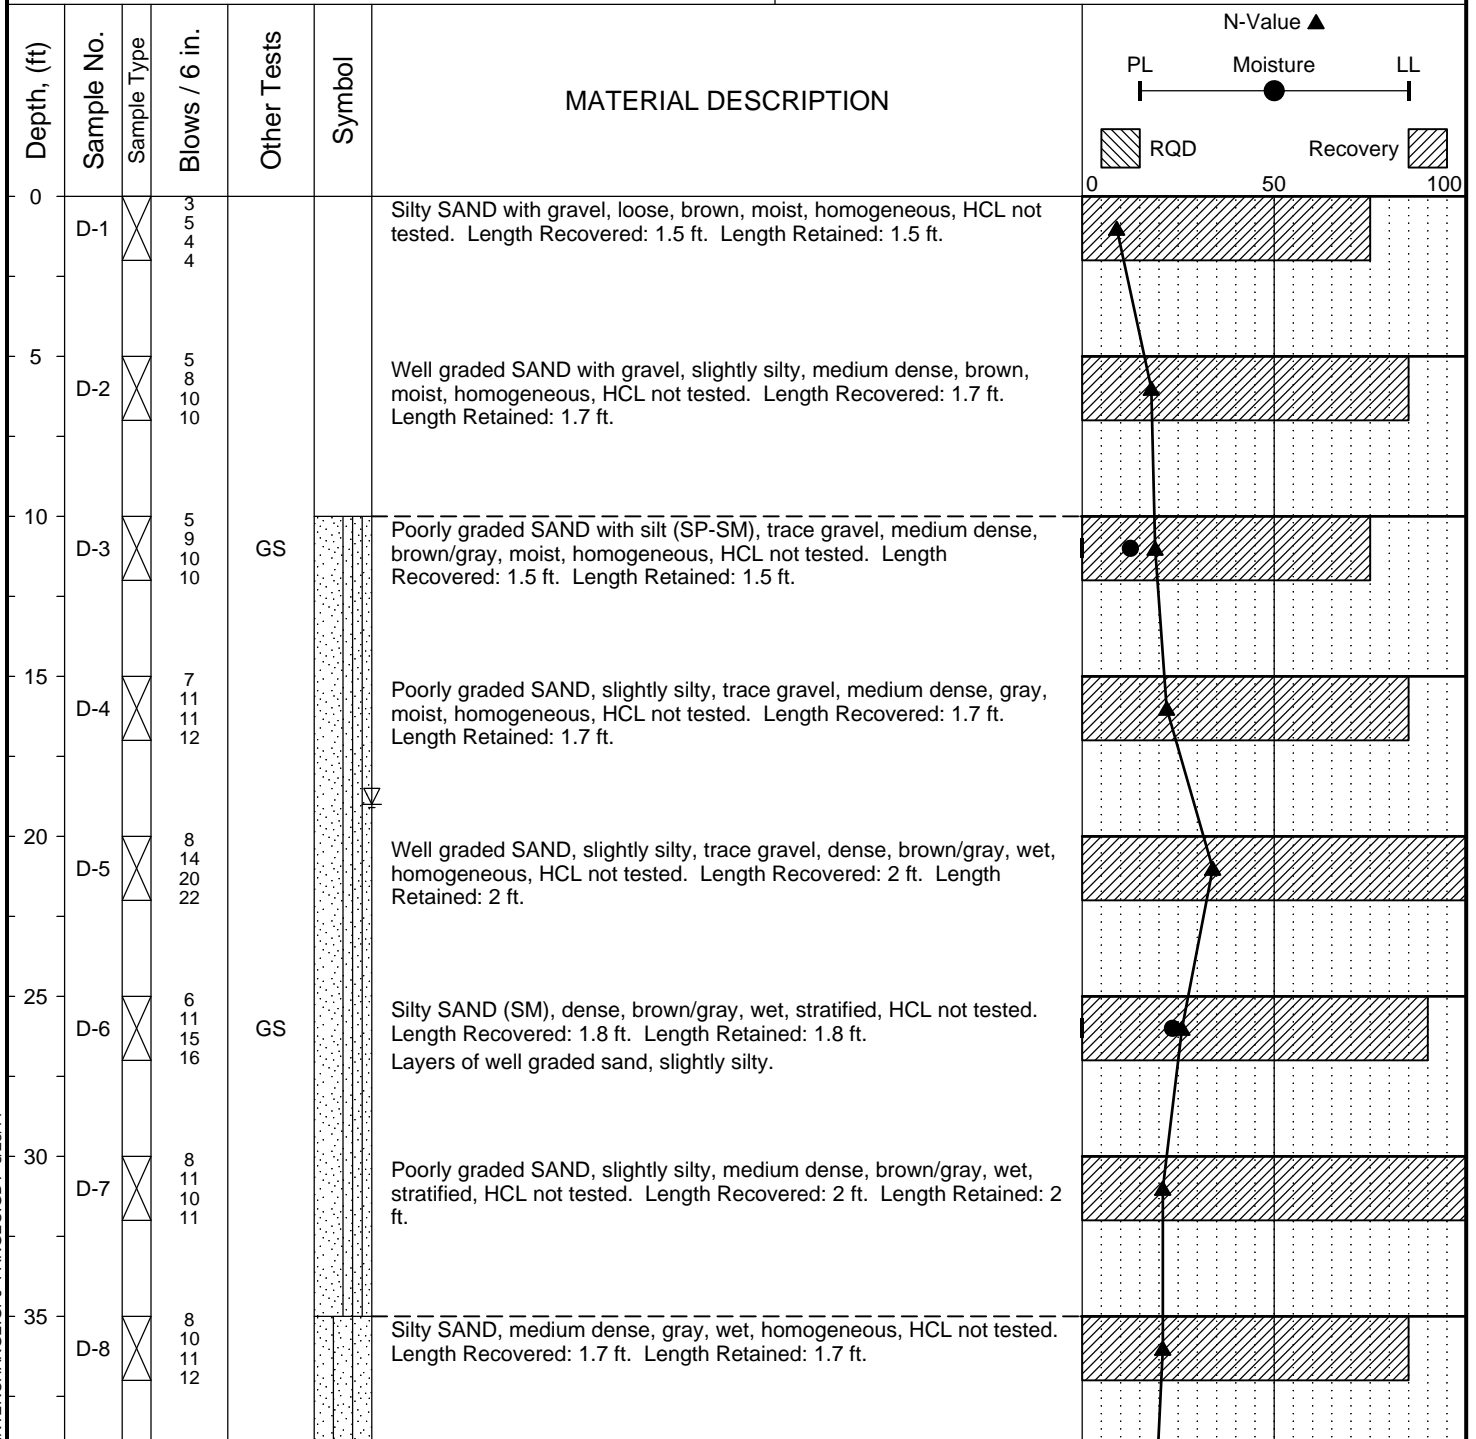 Depth, (ft)
Sample No.
Sample Type
Blows / 6 in.
Other Tests
Symbol
MATERIAL DESCRIPTION
N-Value
PL Moisture LL
RQD Recovery
0 50 100
0
D-1
3
5
4
4
Silty SAND with gravel, loose, brown, moist, homogeneous, HCL not
tested. Length Recovered: 1.5 ft. Length Retained: 1.5 ft.
5
D-2
5
8
10
10
Well graded SAND with gravel, slightly silty, medium dense, brown,
moist, homogeneous, HCL not tested. Length Recovered: 1.7 ft.
Length Retained: 1.7 ft.
10
D-3
5
9
10
10
GS
Poorly graded SAND with silt (SP-SM), trace gravel, medium dense,
brown/gray, moist, homogeneous, HCL not tested. Length
Recovered: 1.5 ft. Length Retained: 1.5 ft.
15
D-4
7
11
11
12
Poorly graded SAND, slightly silty, trace gravel, medium dense, gray,
moist, homogeneous, HCL not tested. Length Recovered: 1.7 ft.
Length Retained: 1.7 ft.
20
D-5
8
14
20
22
Well graded SAND, slightly silty, trace gravel, dense, brown/gray, wet,
homogeneous, HCL not tested. Length Recovered: 2 ft. Length
Retained: 2 ft.
25
D-6
6
11
15
16
GS
Silty SAND (SM), dense, brown/gray, wet, stratified, HCL not tested.
Length Recovered: 1.8 ft. Length Retained: 1.8 ft.
Layers of well graded sand, slightly silty.
30
D-7
8
11
10
11
Poorly graded SAND, slightly silty, medium dense, brown/gray, wet,
stratified, HCL not tested. Length Recovered: 2 ft. Length Retained: 2
ft.
35
D-8
8
10
11
12
Silty SAND, medium dense, gray, wet, homogeneous, HCL not tested.
Length Recovered: 1.7 ft. Length Retained: 1.7 ft.